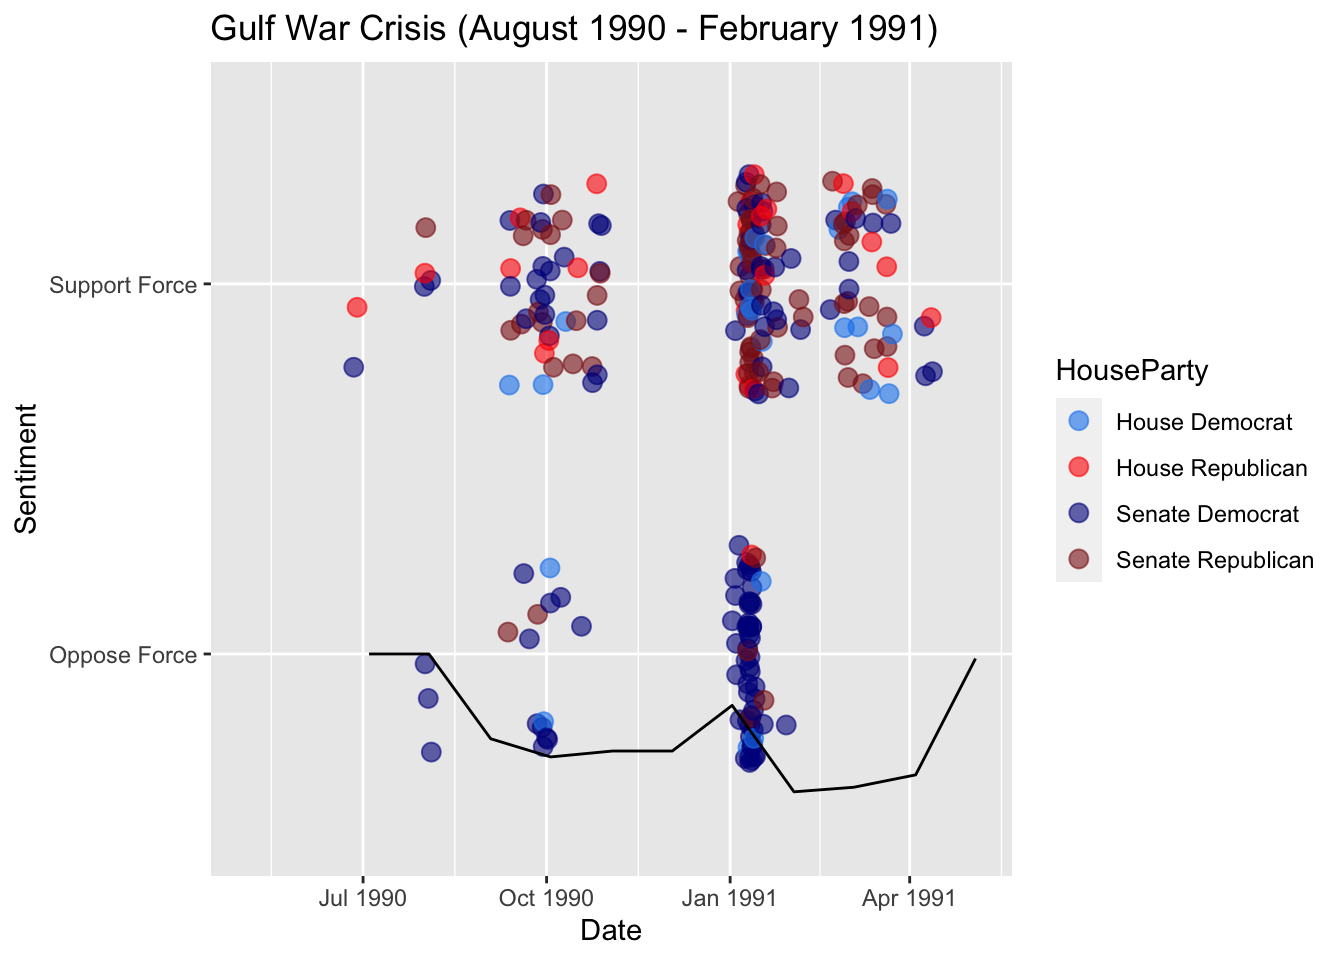 Gulf War Crisis (August 1990 - February 1991)
Support Force
Oppose Force
Sentiment
Jul 1990
Oct 1990
Jan 1991
Apr 1991
Date
HouseParty
House Democrat
House Republican
Senate Democrat
Senate Republican